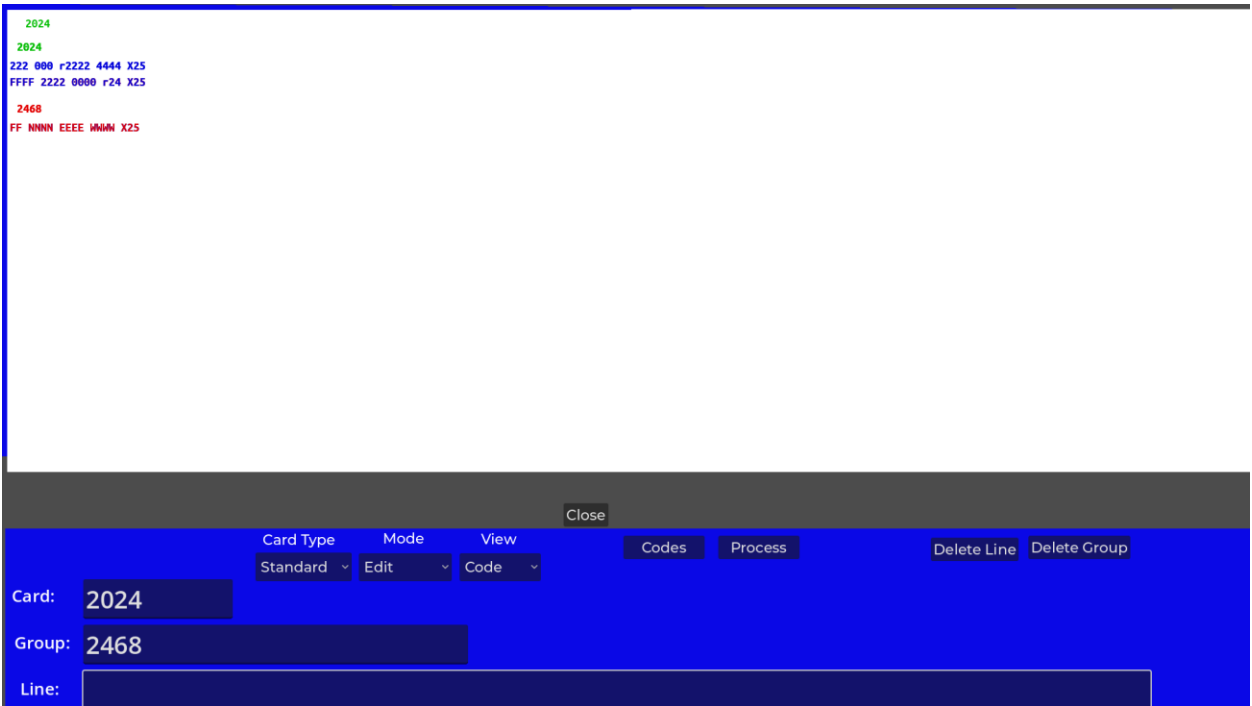 2024
2024
222 000 r2222 4444 X25
FFFF 2222 0000 r24 X25
2468
FF NNNN EEEE WWWW X25
Close
Card Type Mode View
Codes Process Delete Line Delete Group
Standard Edit Code
Card: 2024
Group: 2468
Line: